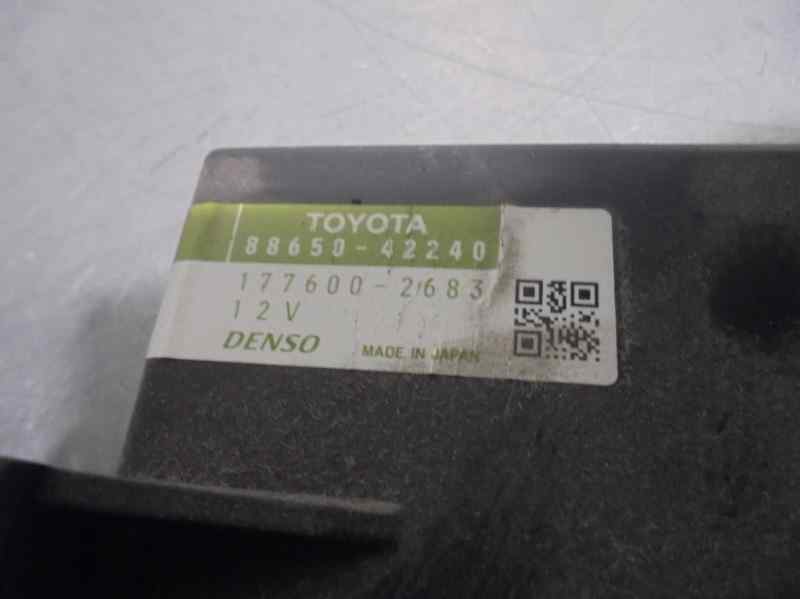 TOYOTA
88650-42240
177600-2683
12V
DENSO MADE IN JAPAN